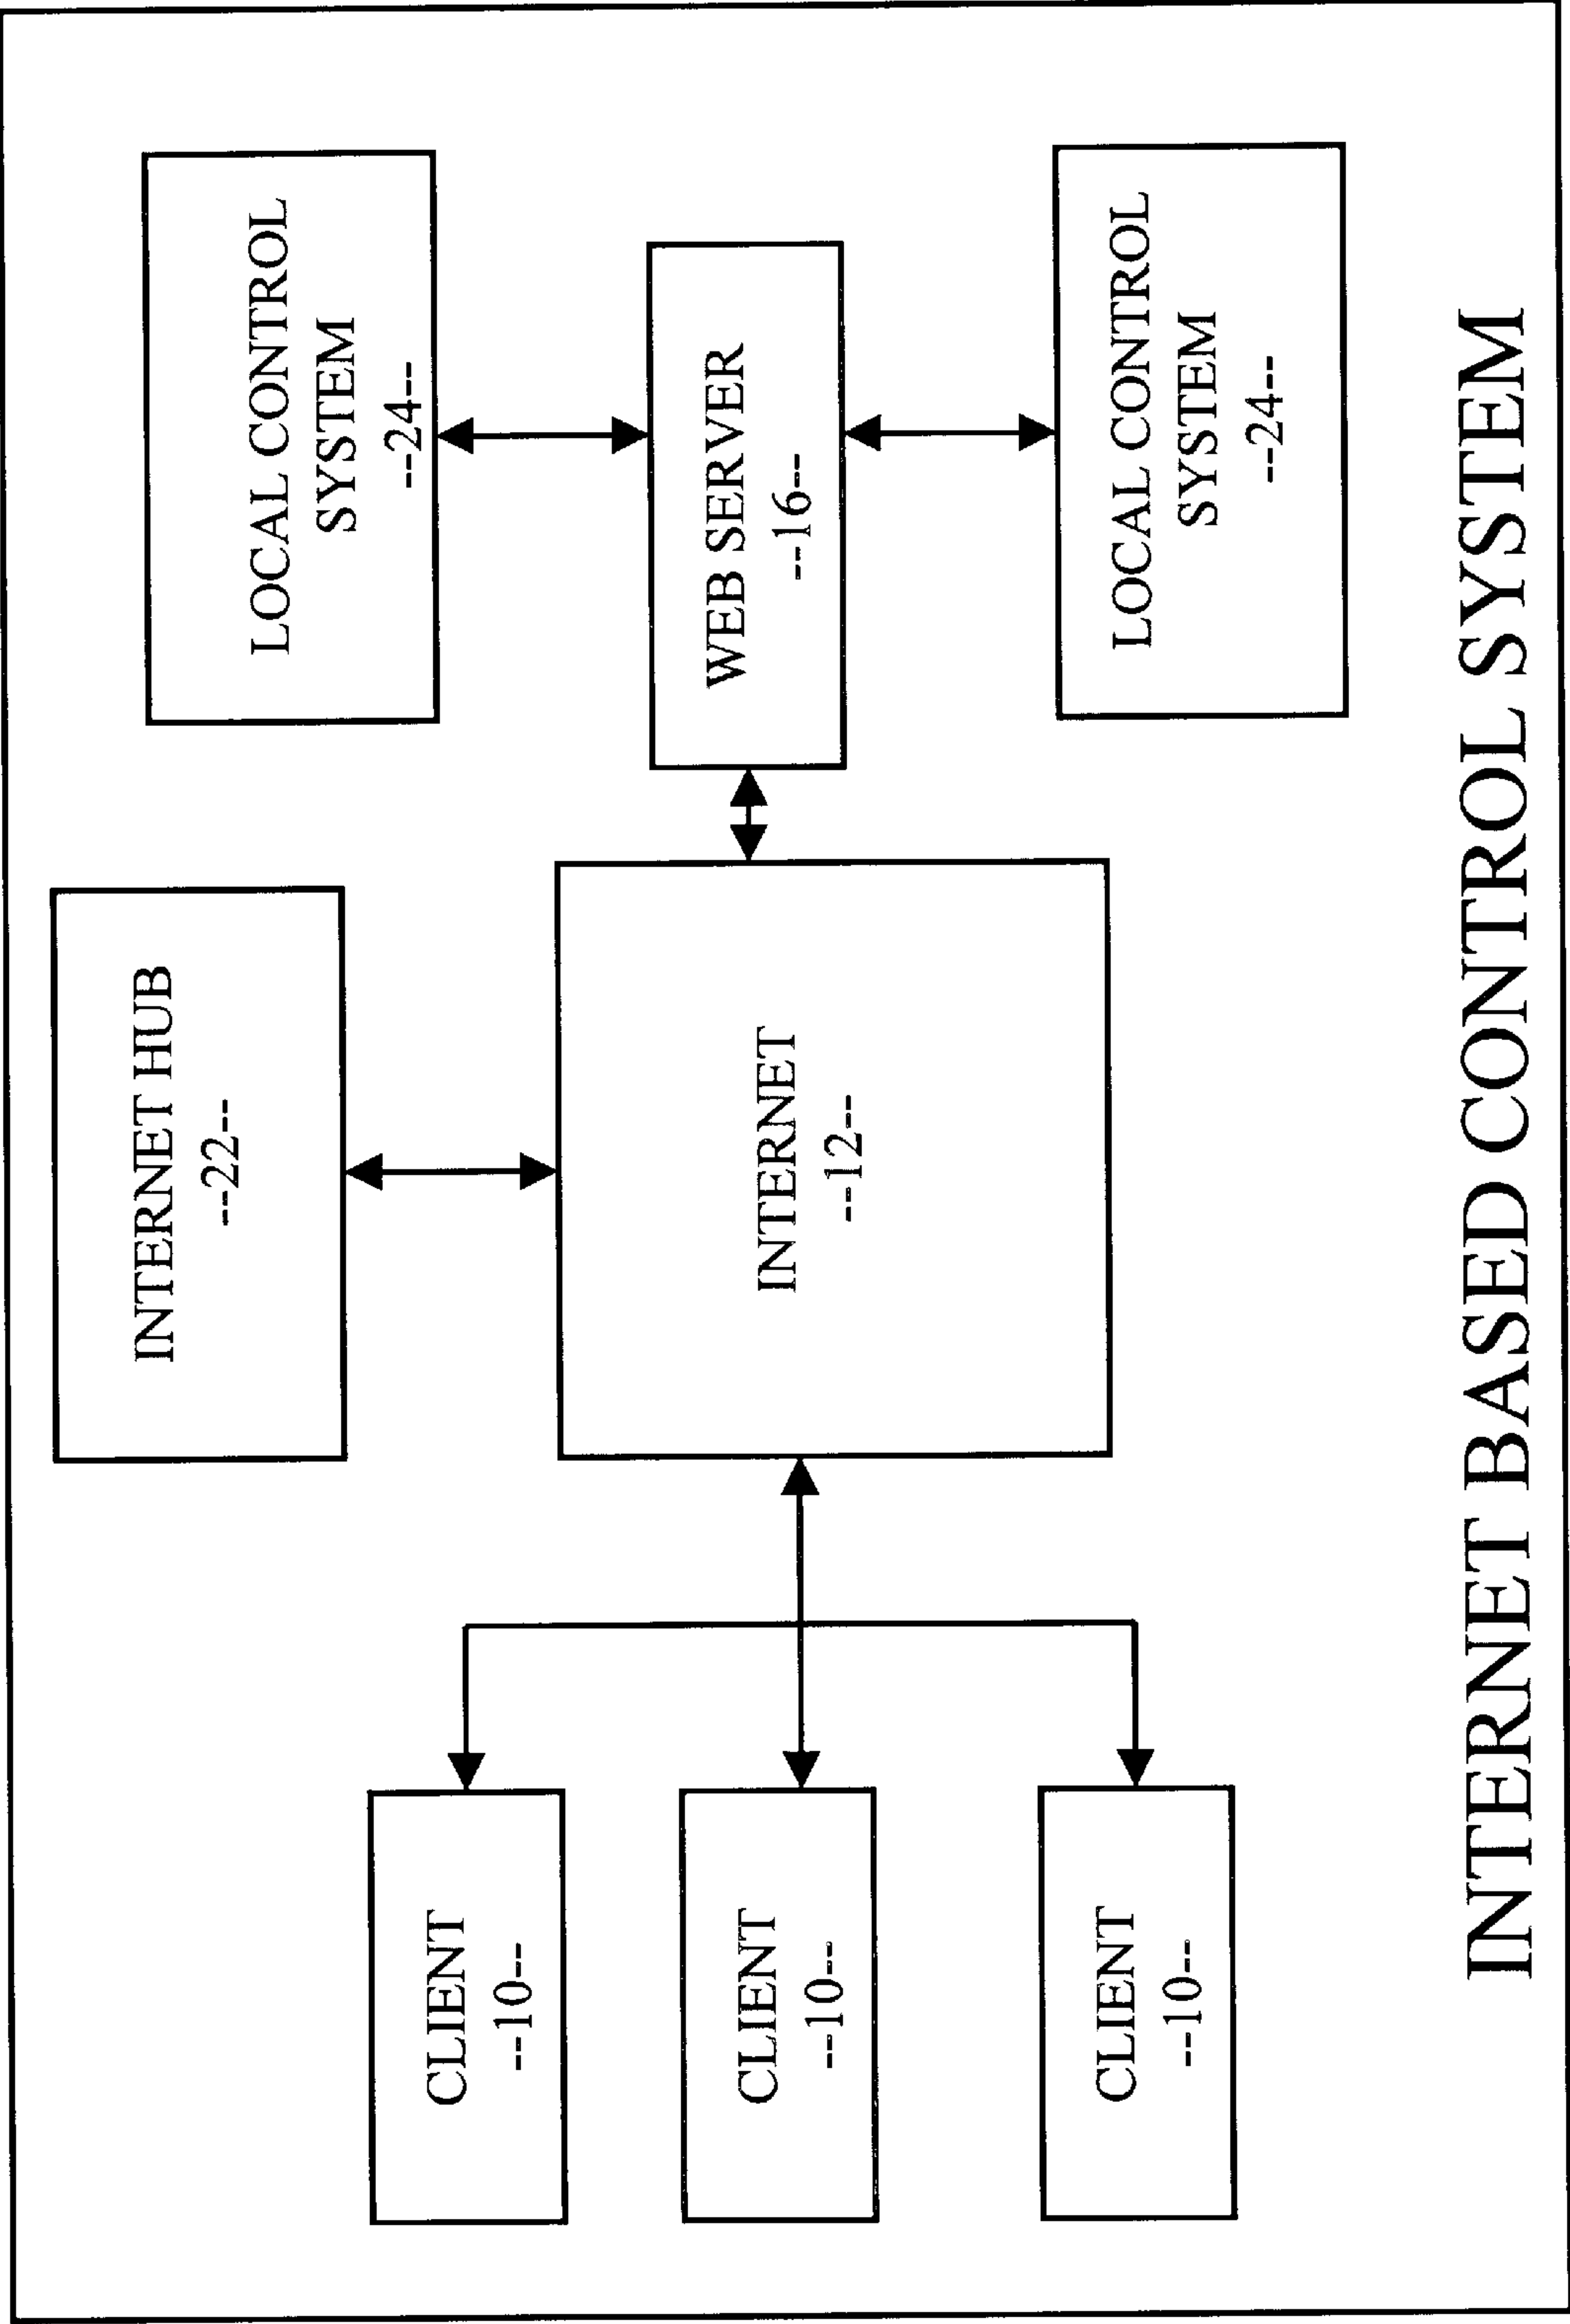 INTERNET HUB
--22--
LOCAL CONTROL
SYSTEM
--24--
CLIENT
--10--
CLIENT
--10--
CLIENT
--10--
INTERNET
--12--
WEB SERVER
--16--
LOCAL CONTROL
SYSTEM
--24--
INTERNET BASED CONTROL SYSTEM